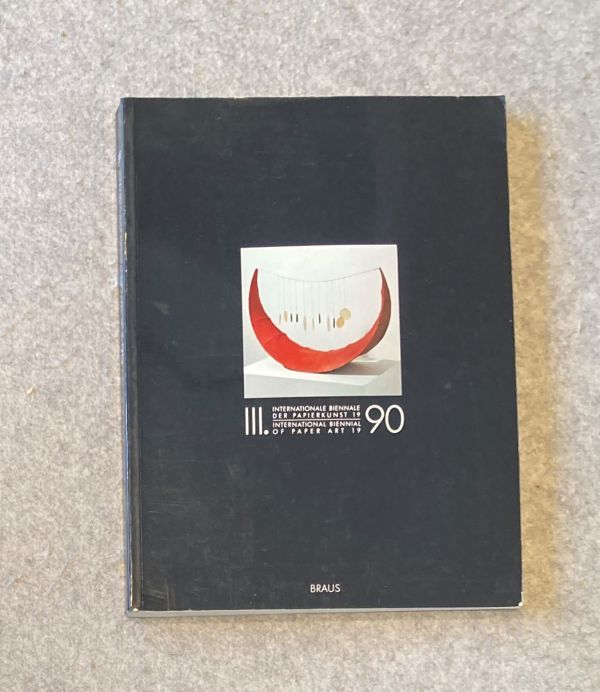 III. INTERNATIONALE BIENNALE
DER PAPIERKUNST 19
INTERNATIONAL BIENNIAL
OF PAPER ART 19
90
BRAUS